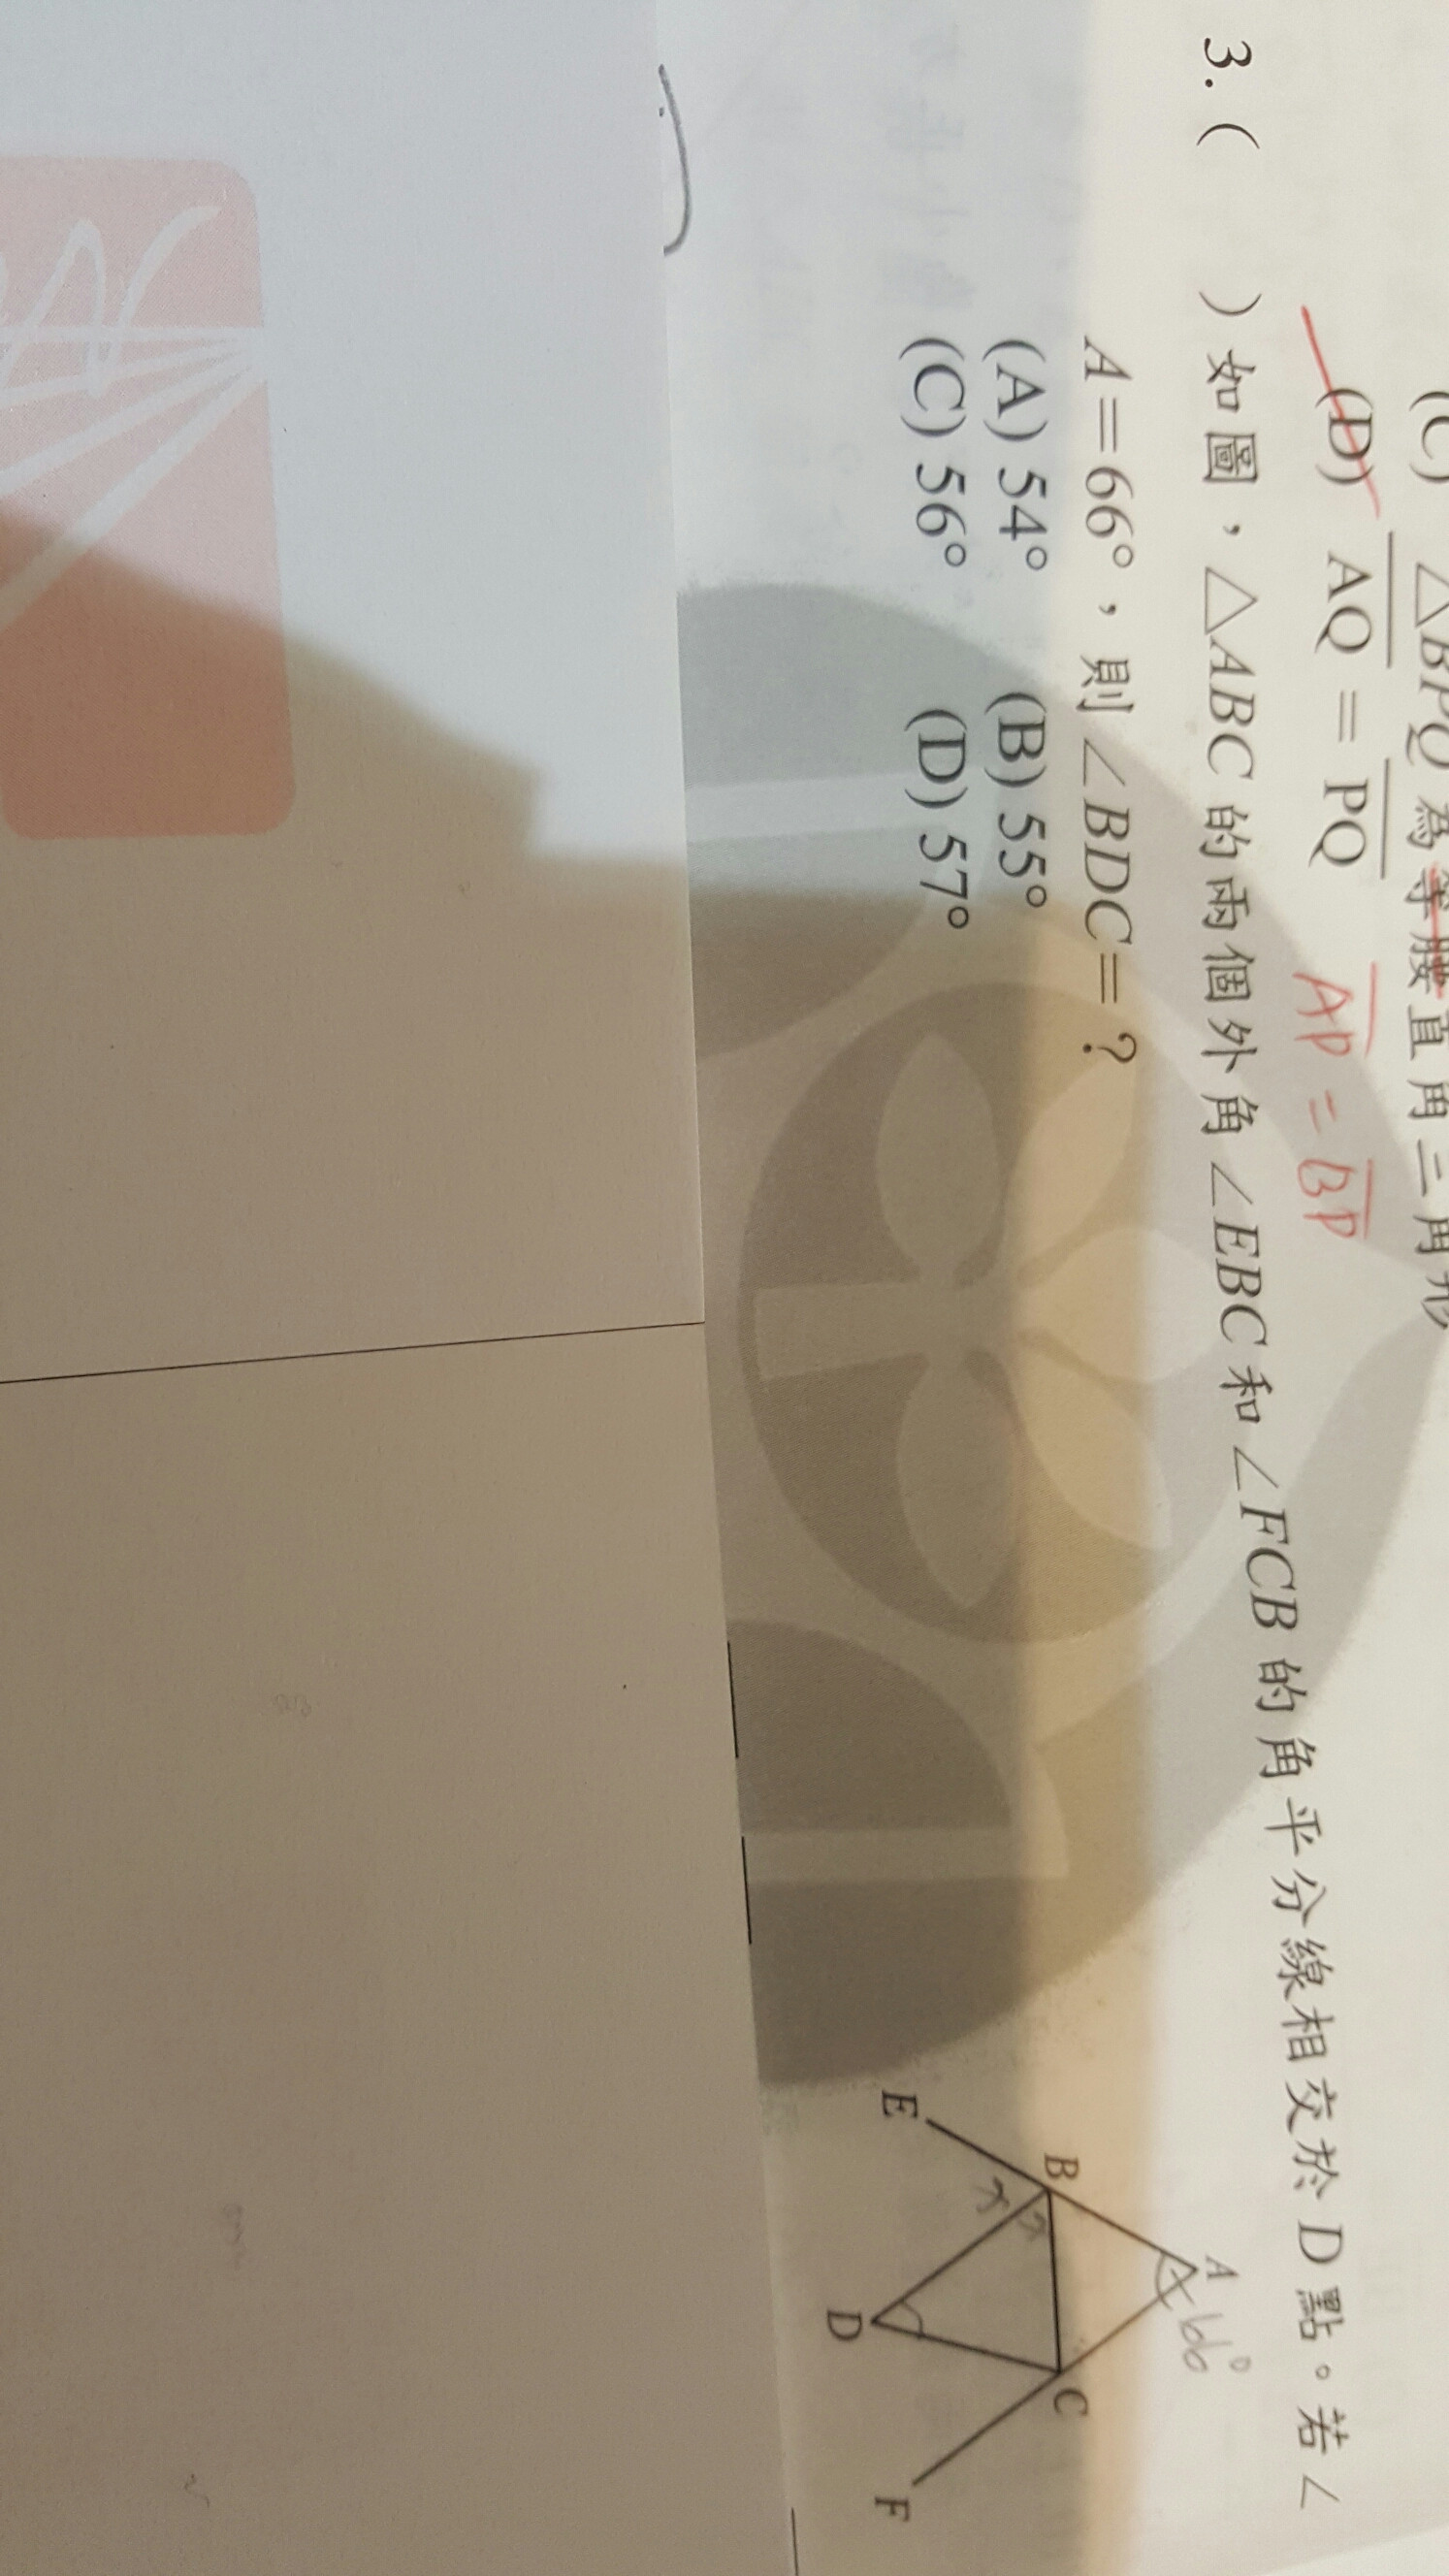 (C) △BPQ 為等腰直角三角形
(D) AQ = PQ AP = BP
3. ( ) 如圖，△ABC 的兩個外角∠EBC 和∠FCB 的角平分線相交於 D 點。若∠
A=66°，則∠BDC=？
(A) 54° (B) 55°
(C) 56° (D) 57°
A
66°
B
C
x
x
E
D
F